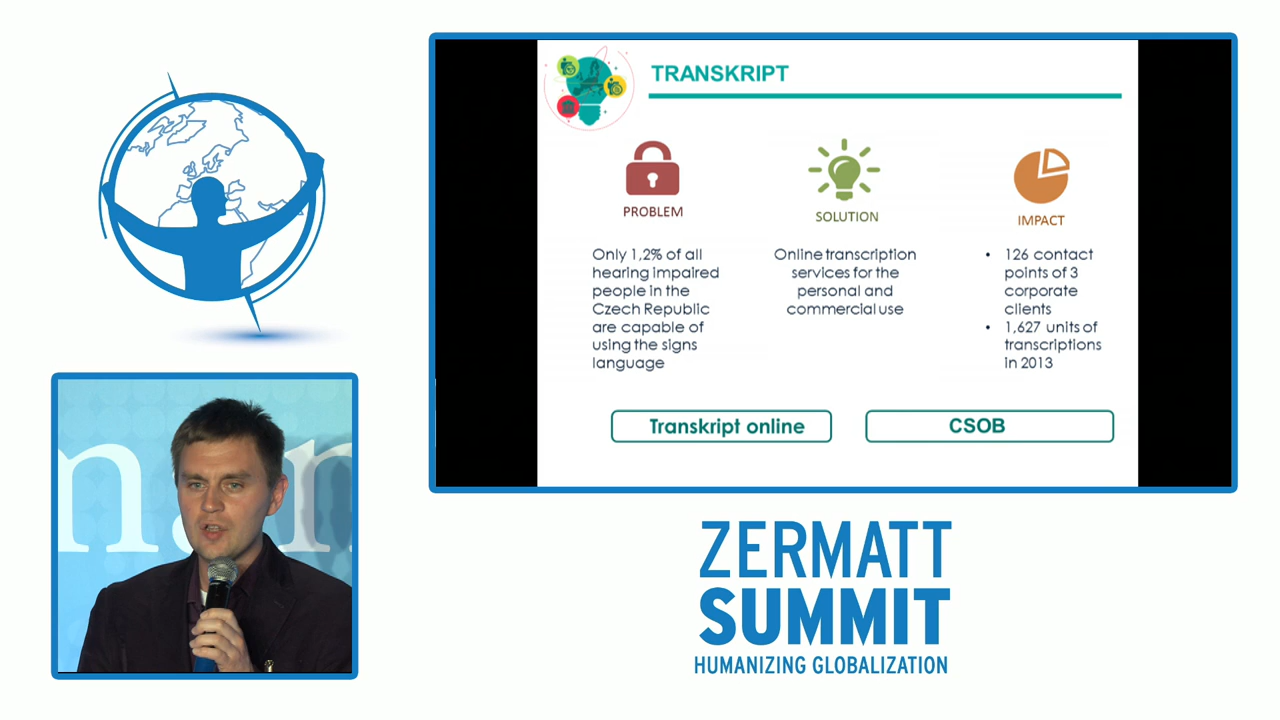 TRANSKRIPT
PROBLEM
Only 1,2% of all
hearing impaired
people in the
Czech Republic
are capable of
using the signs
language
SOLUTION
Online transcription
services for the
personal and
commercial use
IMPACT
• 126 contact
points of 3
corporate
clients
• 1,627 units of
transcriptions
in 2013
Transkript online
CSOB
ZERMATT
SUMMIT
HUMANIZING GLOBALIZATION